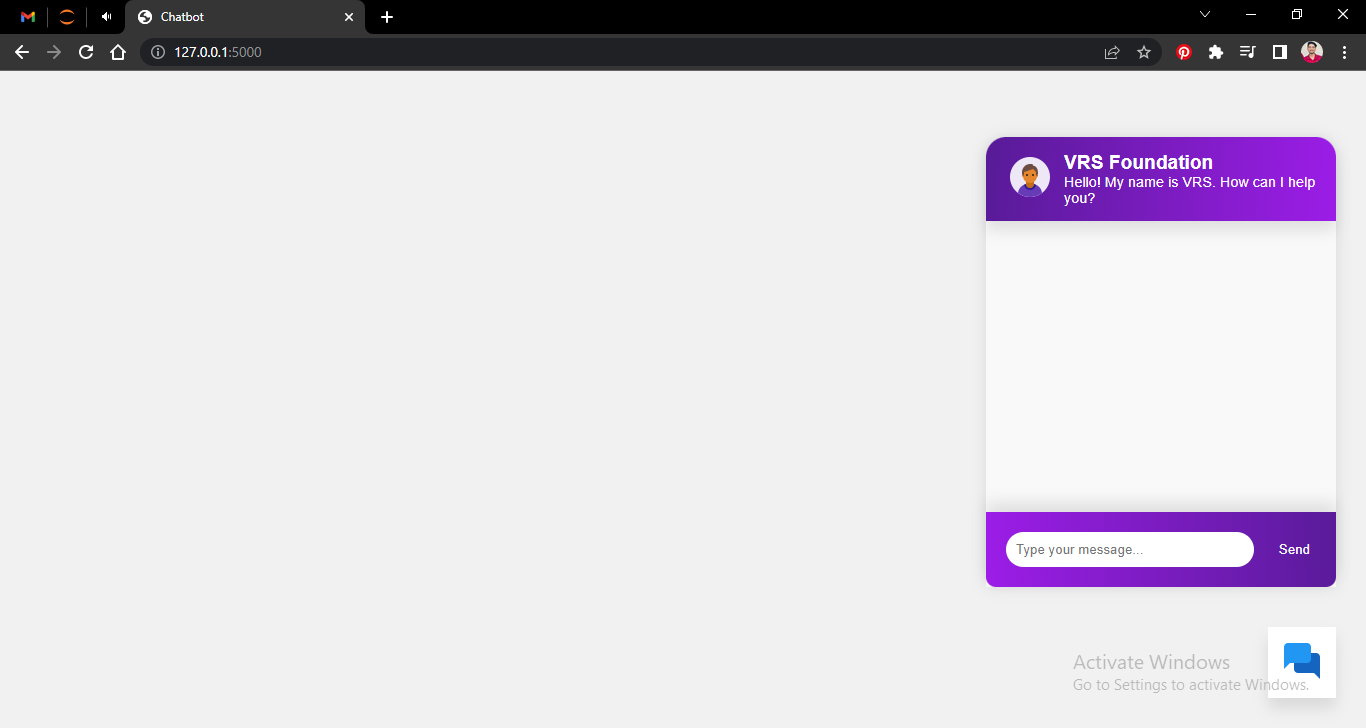 Chatbot
127.0.0.1:5000
VRS Foundation
Hello! My name is VRS. How can I help
you?
Type your message...
Send
Activate Windows
Go to Settings to activate Windows.